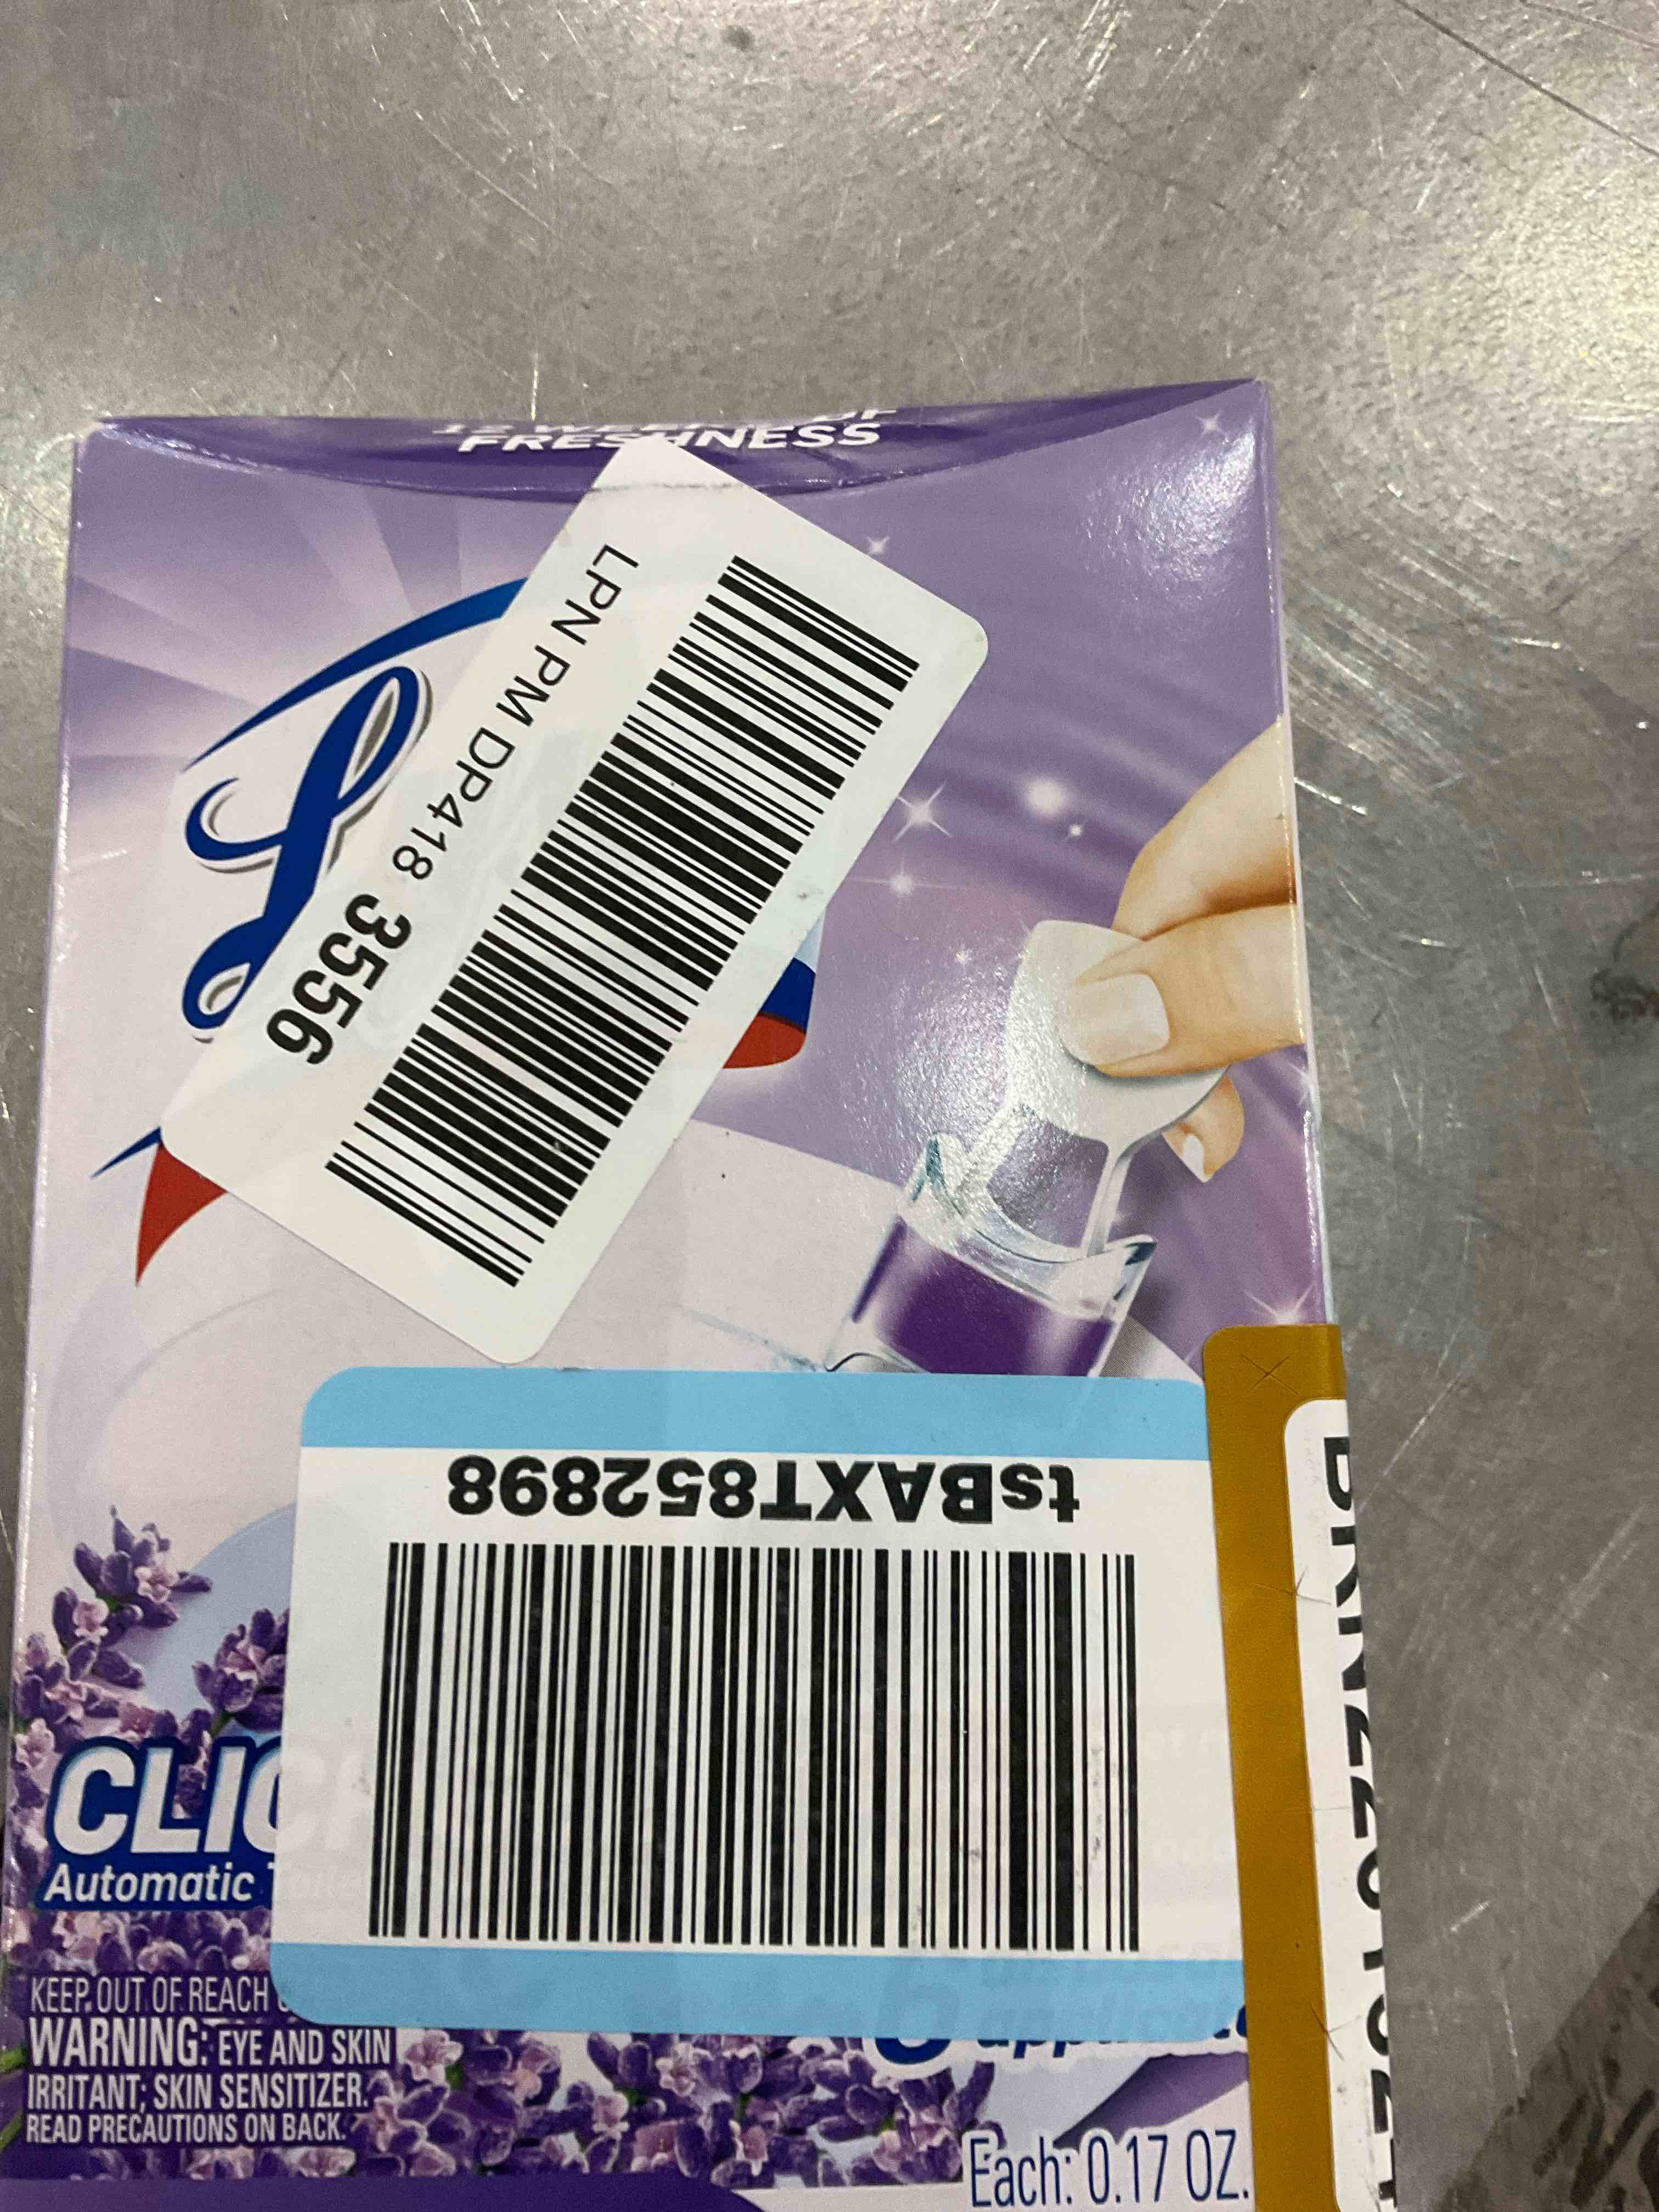 FRESHNESS
LPN PM DP418 3556
tsBAXT852898
CLIC
Automatic
KEEP OUT OF REACH
WARNING: EYE AND SKIN
IRRITANT; SKIN SENSITIZER.
READ PRECAUTIONS ON BACK.
Each: 0.17 OZ.